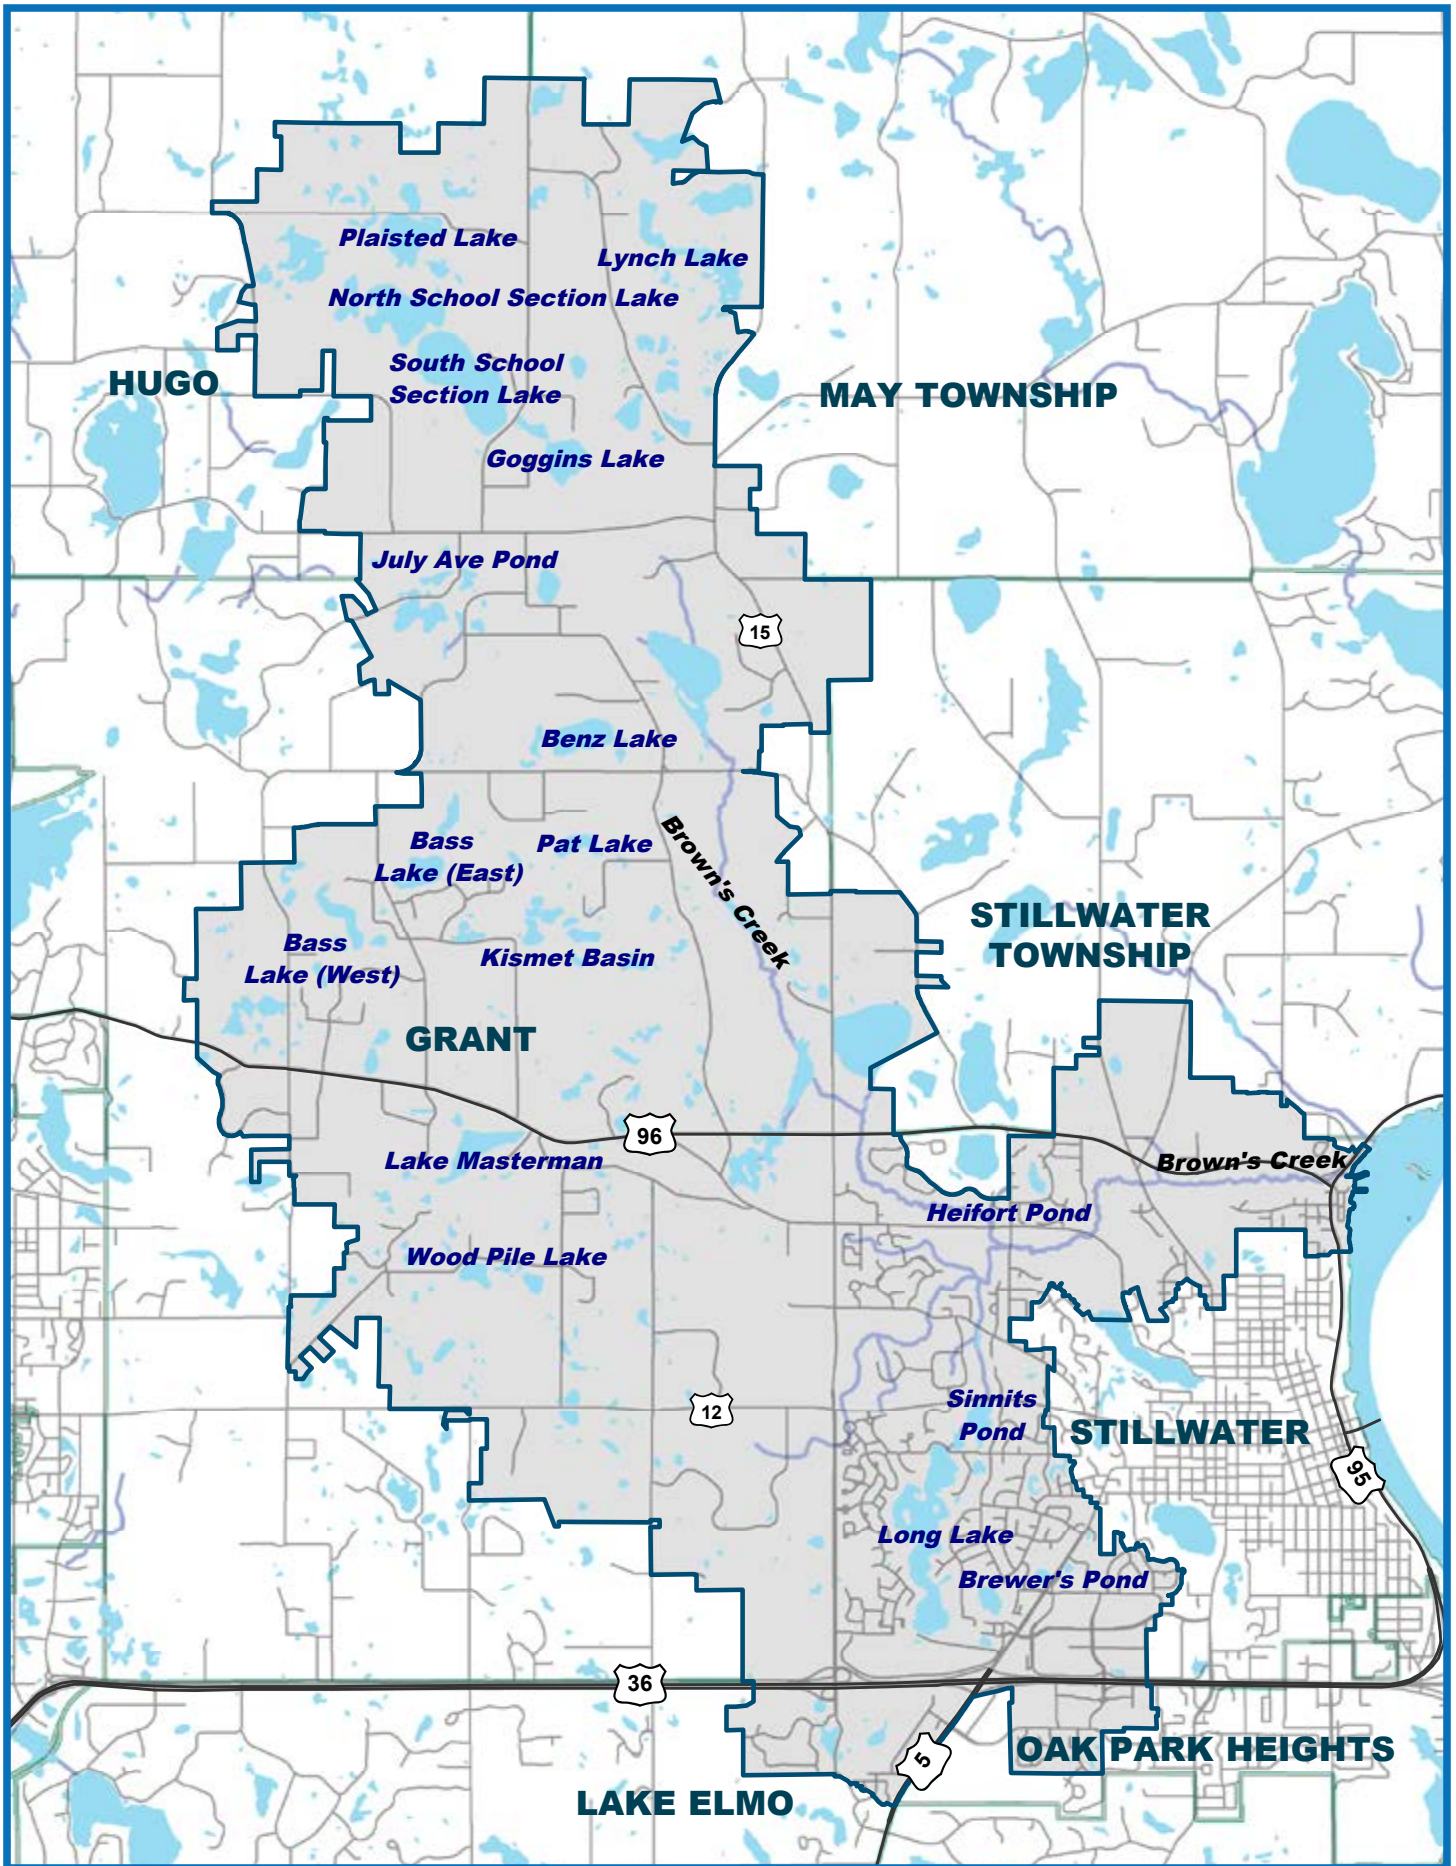 Plaisted Lake
Lynch Lake
North School Section Lake
South School
Section Lake
HUGO
MAY TOWNSHIP
Goggins Lake
July Ave Pond
15
Benz Lake
Bass
Lake (East)
Pat Lake
Brown's Creek
STILLWATER
TOWNSHIP
Bass
Lake (West)
Kismet Basin
GRANT
96
Lake Masterman
Brown's Creek
Heifort Pond
Wood Pile Lake
Sinnits
Pond
12
STILLWATER
95
Long Lake
Brewer's Pond
36
5
OAK PARK HEIGHTS
LAKE ELMO